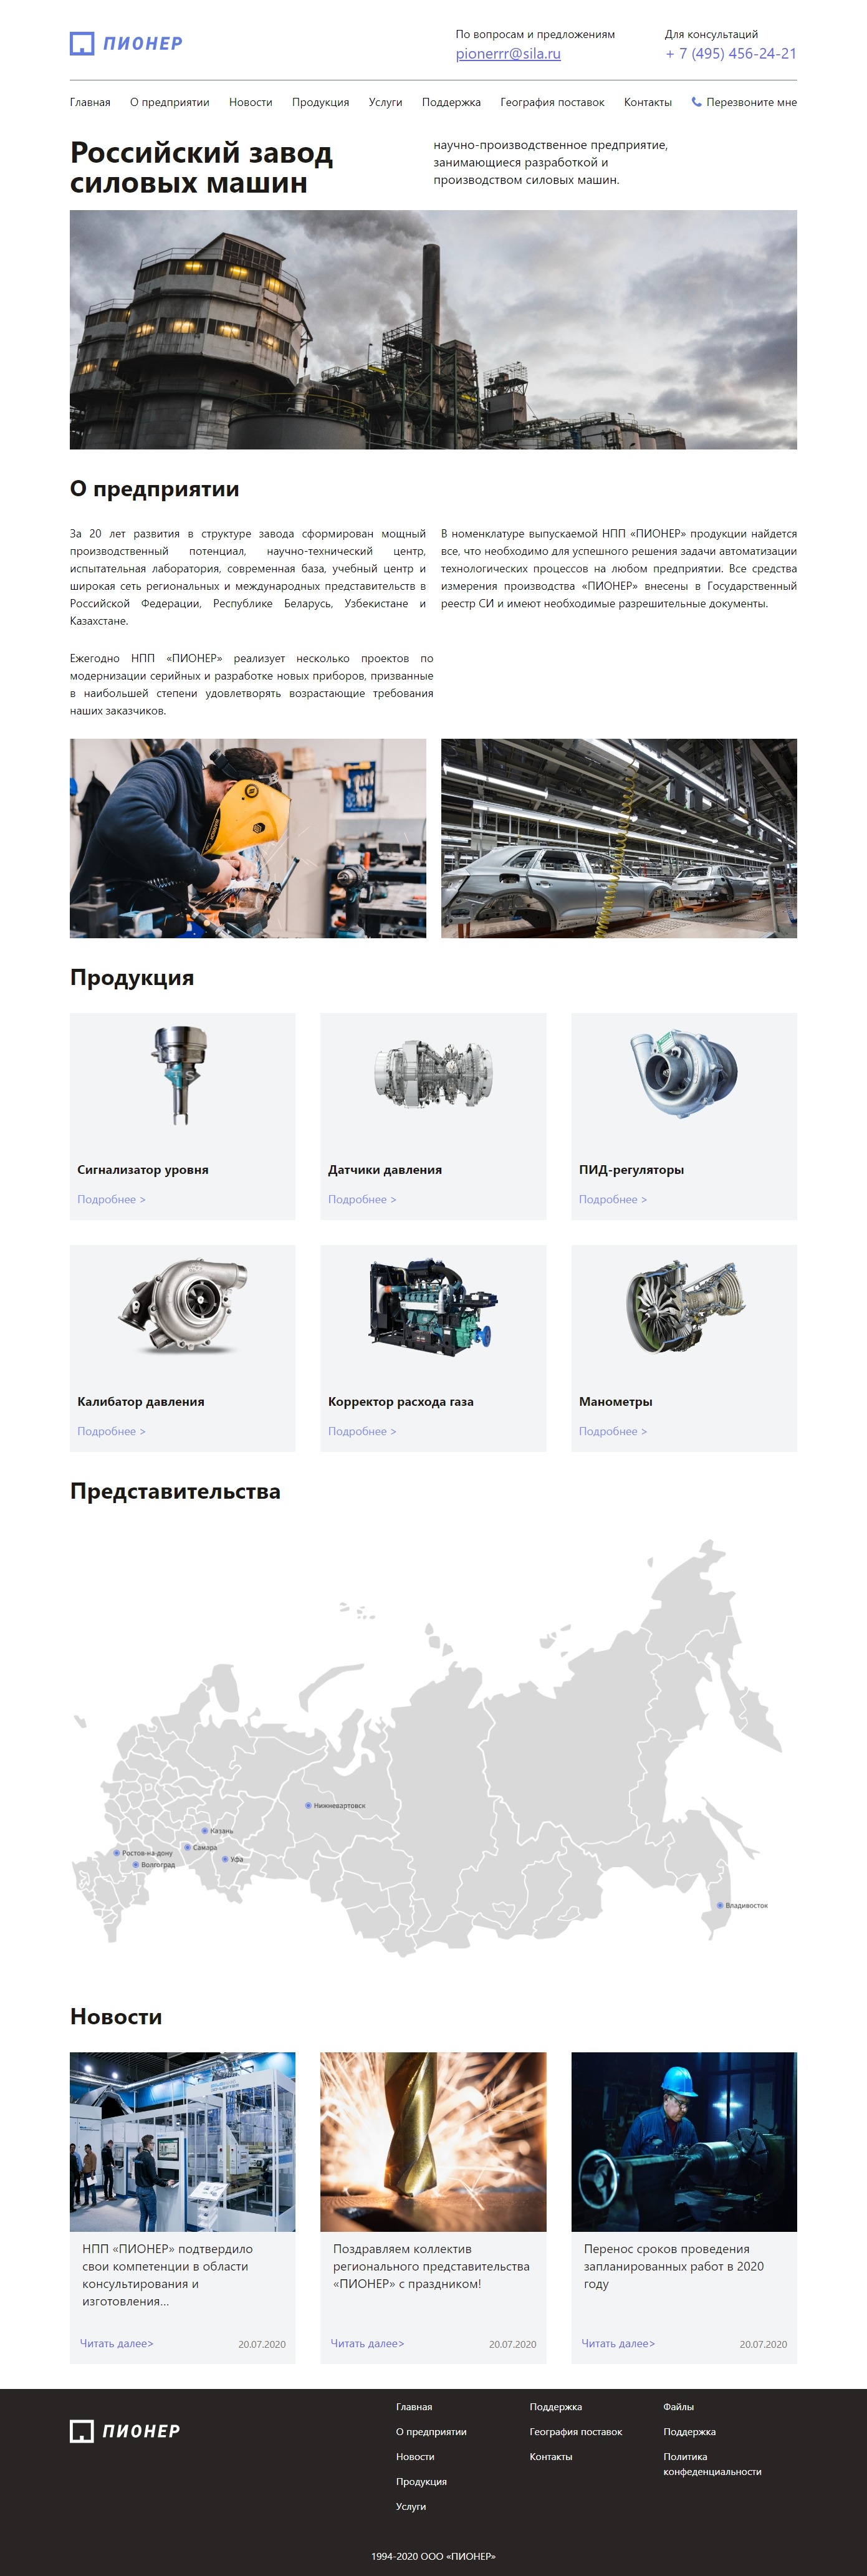 ПИОНЕР
По вопросам и предложениям
pionerrr@sila.ru
Для консультаций
+ 7 (495) 456-24-21
Главная О предприятии Новости Продукция Услуги Поддержка География поставок Контакты Перезвоните мне
Российский завод
силовых машин
научно-производственное предприятие,
занимающиеся разработкой и
производством силовых машин.
О предприятии
За 20 лет развития в структуре завода сформирован мощный
производственный потенциал, научно-технический центр,
испытательная лаборатория, современная база, учебный центр и
широкая сеть региональных и международных представительств в
Российской Федерации, Республике Беларусь, Узбекистане и
Казахстане.
В номенклатуре выпускаемой НПП «ПИОНЕР» продукции найдется
все, что необходимо для успешного решения задачи автоматизации
технологических процессов на любом предприятии. Все средства
измерения производства «ПИОНЕР» внесены в Государственный
реестр СИ и имеют необходимые разрешительные документы.
Ежегодно НПП «ПИОНЕР» реализует несколько проектов по
модернизации серийных и разработке новых приборов, призванные
в наибольшей степени удовлетворять возрастающие требования
наших заказчиков.
Продукция
Сигнализатор уровня
Подробнее >
Датчики давления
Подробнее >
ПИД-регуляторы
Подробнее >
Калибатор давления
Подробнее >
Корректор расхода газа
Подробнее >
Манометры
Подробнее >
Представительства
Нижневартовск
Казань
Самара
Ростов-на-дону
Уфа
Волгоград
Владивосток
Новости
НПП «ПИОНЕР» подтвердило
свои компетенции в области
консультирования и
изготовления...
Читать далее> 20.07.2020
Поздравляем коллектив
регионального представительства
«ПИОНЕР» с праздником!
Читать далее> 20.07.2020
Перенос сроков проведения
запланированных работ в 2020
году
Читать далее> 20.07.2020
ПИОНЕР
Главная
О предприятии
Новости
Продукция
Услуги
Поддержка
География поставок
Контакты
Файлы
Поддержка
Политика
конфеденциальности
1994-2020 ООО «ПИОНЕР»